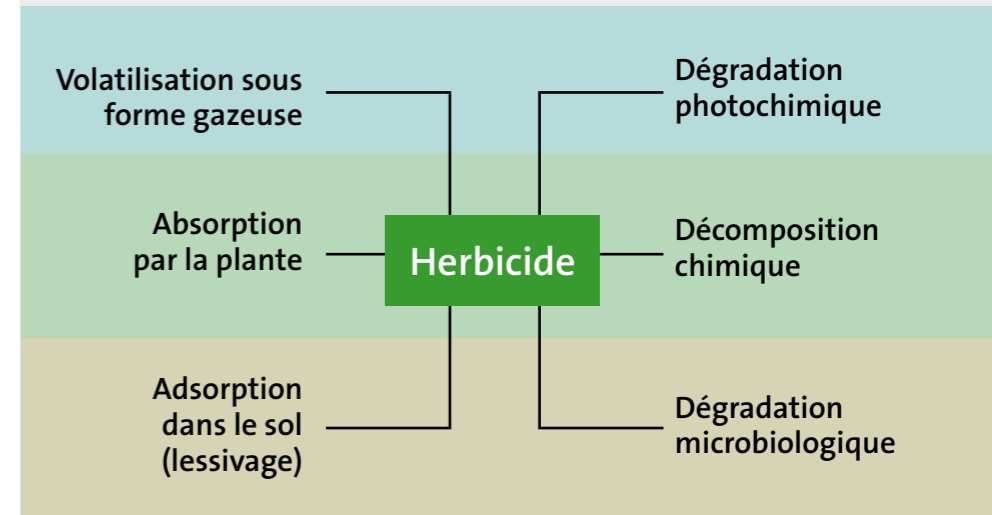 Volatilisation sous
forme gazeuse
Dégradation
photochimique
Absorption
par la plante
Herbicide
Décomposition
chimique
Adsorption
dans le sol
(lessivage)
Dégradation
microbiologique